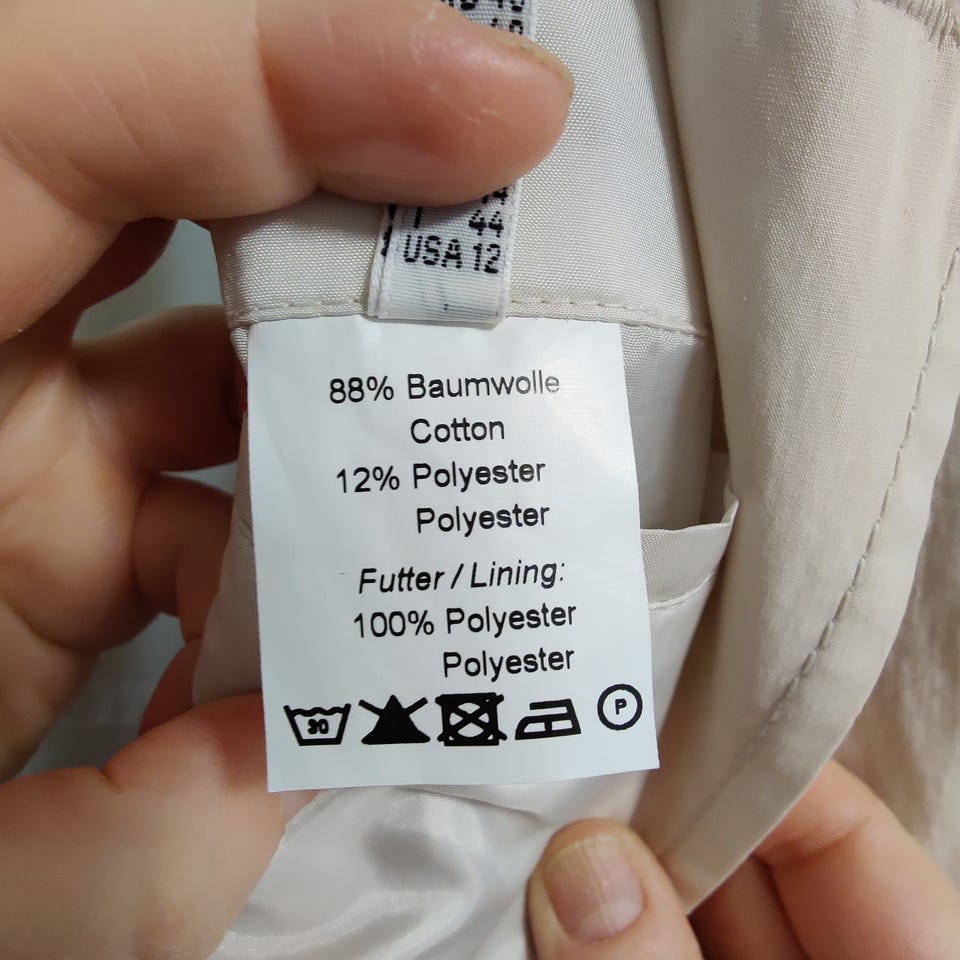 44
USA 12
88% Baumwolle
Cotton
12% Polyester
Polyester
Futter / Lining:
100% Polyester
Polyester
30
P